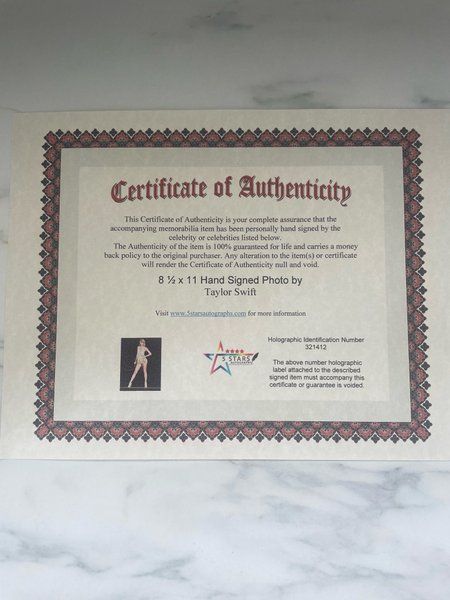 Certificate of Authenticity
This Certificate of Authenticity is your complete assurance that the
accompanying memorabilia item has been personally hand signed by the
celebrity or celebrities listed below.
The Authenticity of the item is 100% guaranteed for life and carries a money
back policy to the original purchaser. Any alteration to the item(s) or certificate
will render the Certificate of Authenticity null and void.
8 ½ x 11 Hand Signed Photo by
Taylor Swift
Visit www.5starsautographs.com for more information
5 STARS
AUTOGRAPHS
Holographic Identification Number
321412
The above number holographic
label attached to the described
signed item must accompany this
certificate or guarantee is voided.